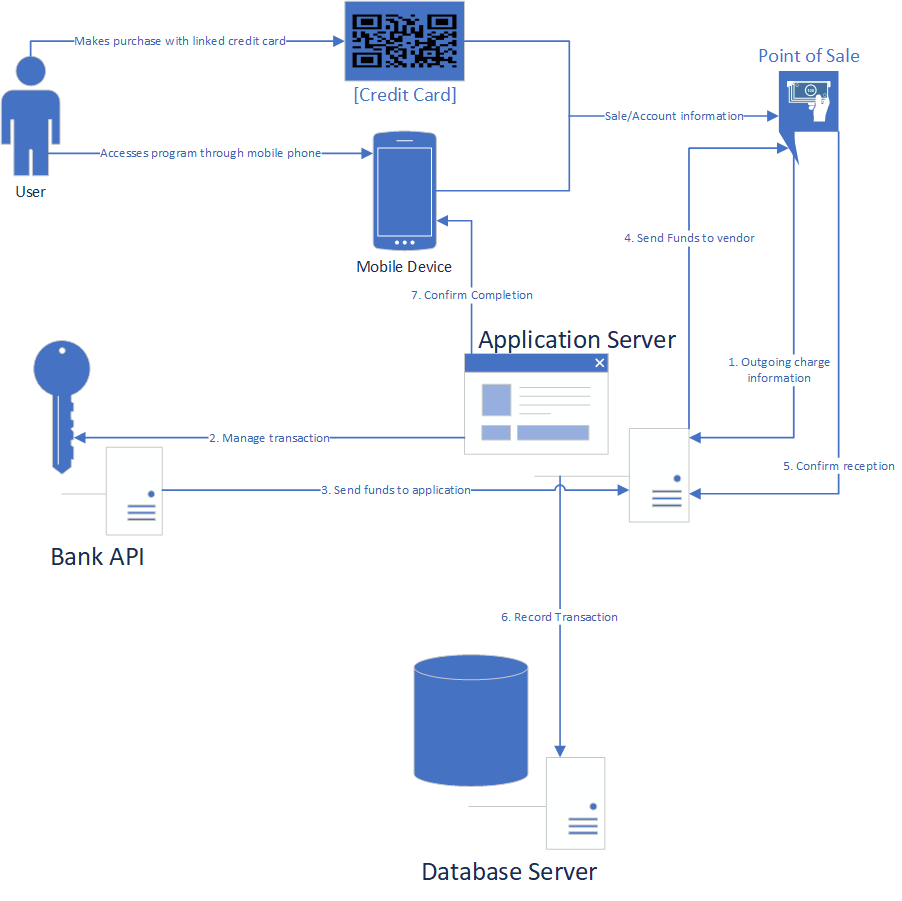 Makes purchase with linked credit card
Point of Sale
[Credit Card]
Sale/Account information
Accesses program through mobile phone
User
4. Send Funds to vendor
Mobile Device
7. Confirm Completion
Application Server
1. Outgoing charge
information
2. Manage transaction
5. Confirm reception
3. Send funds to application
Bank API
6. Record Transaction
Database Server